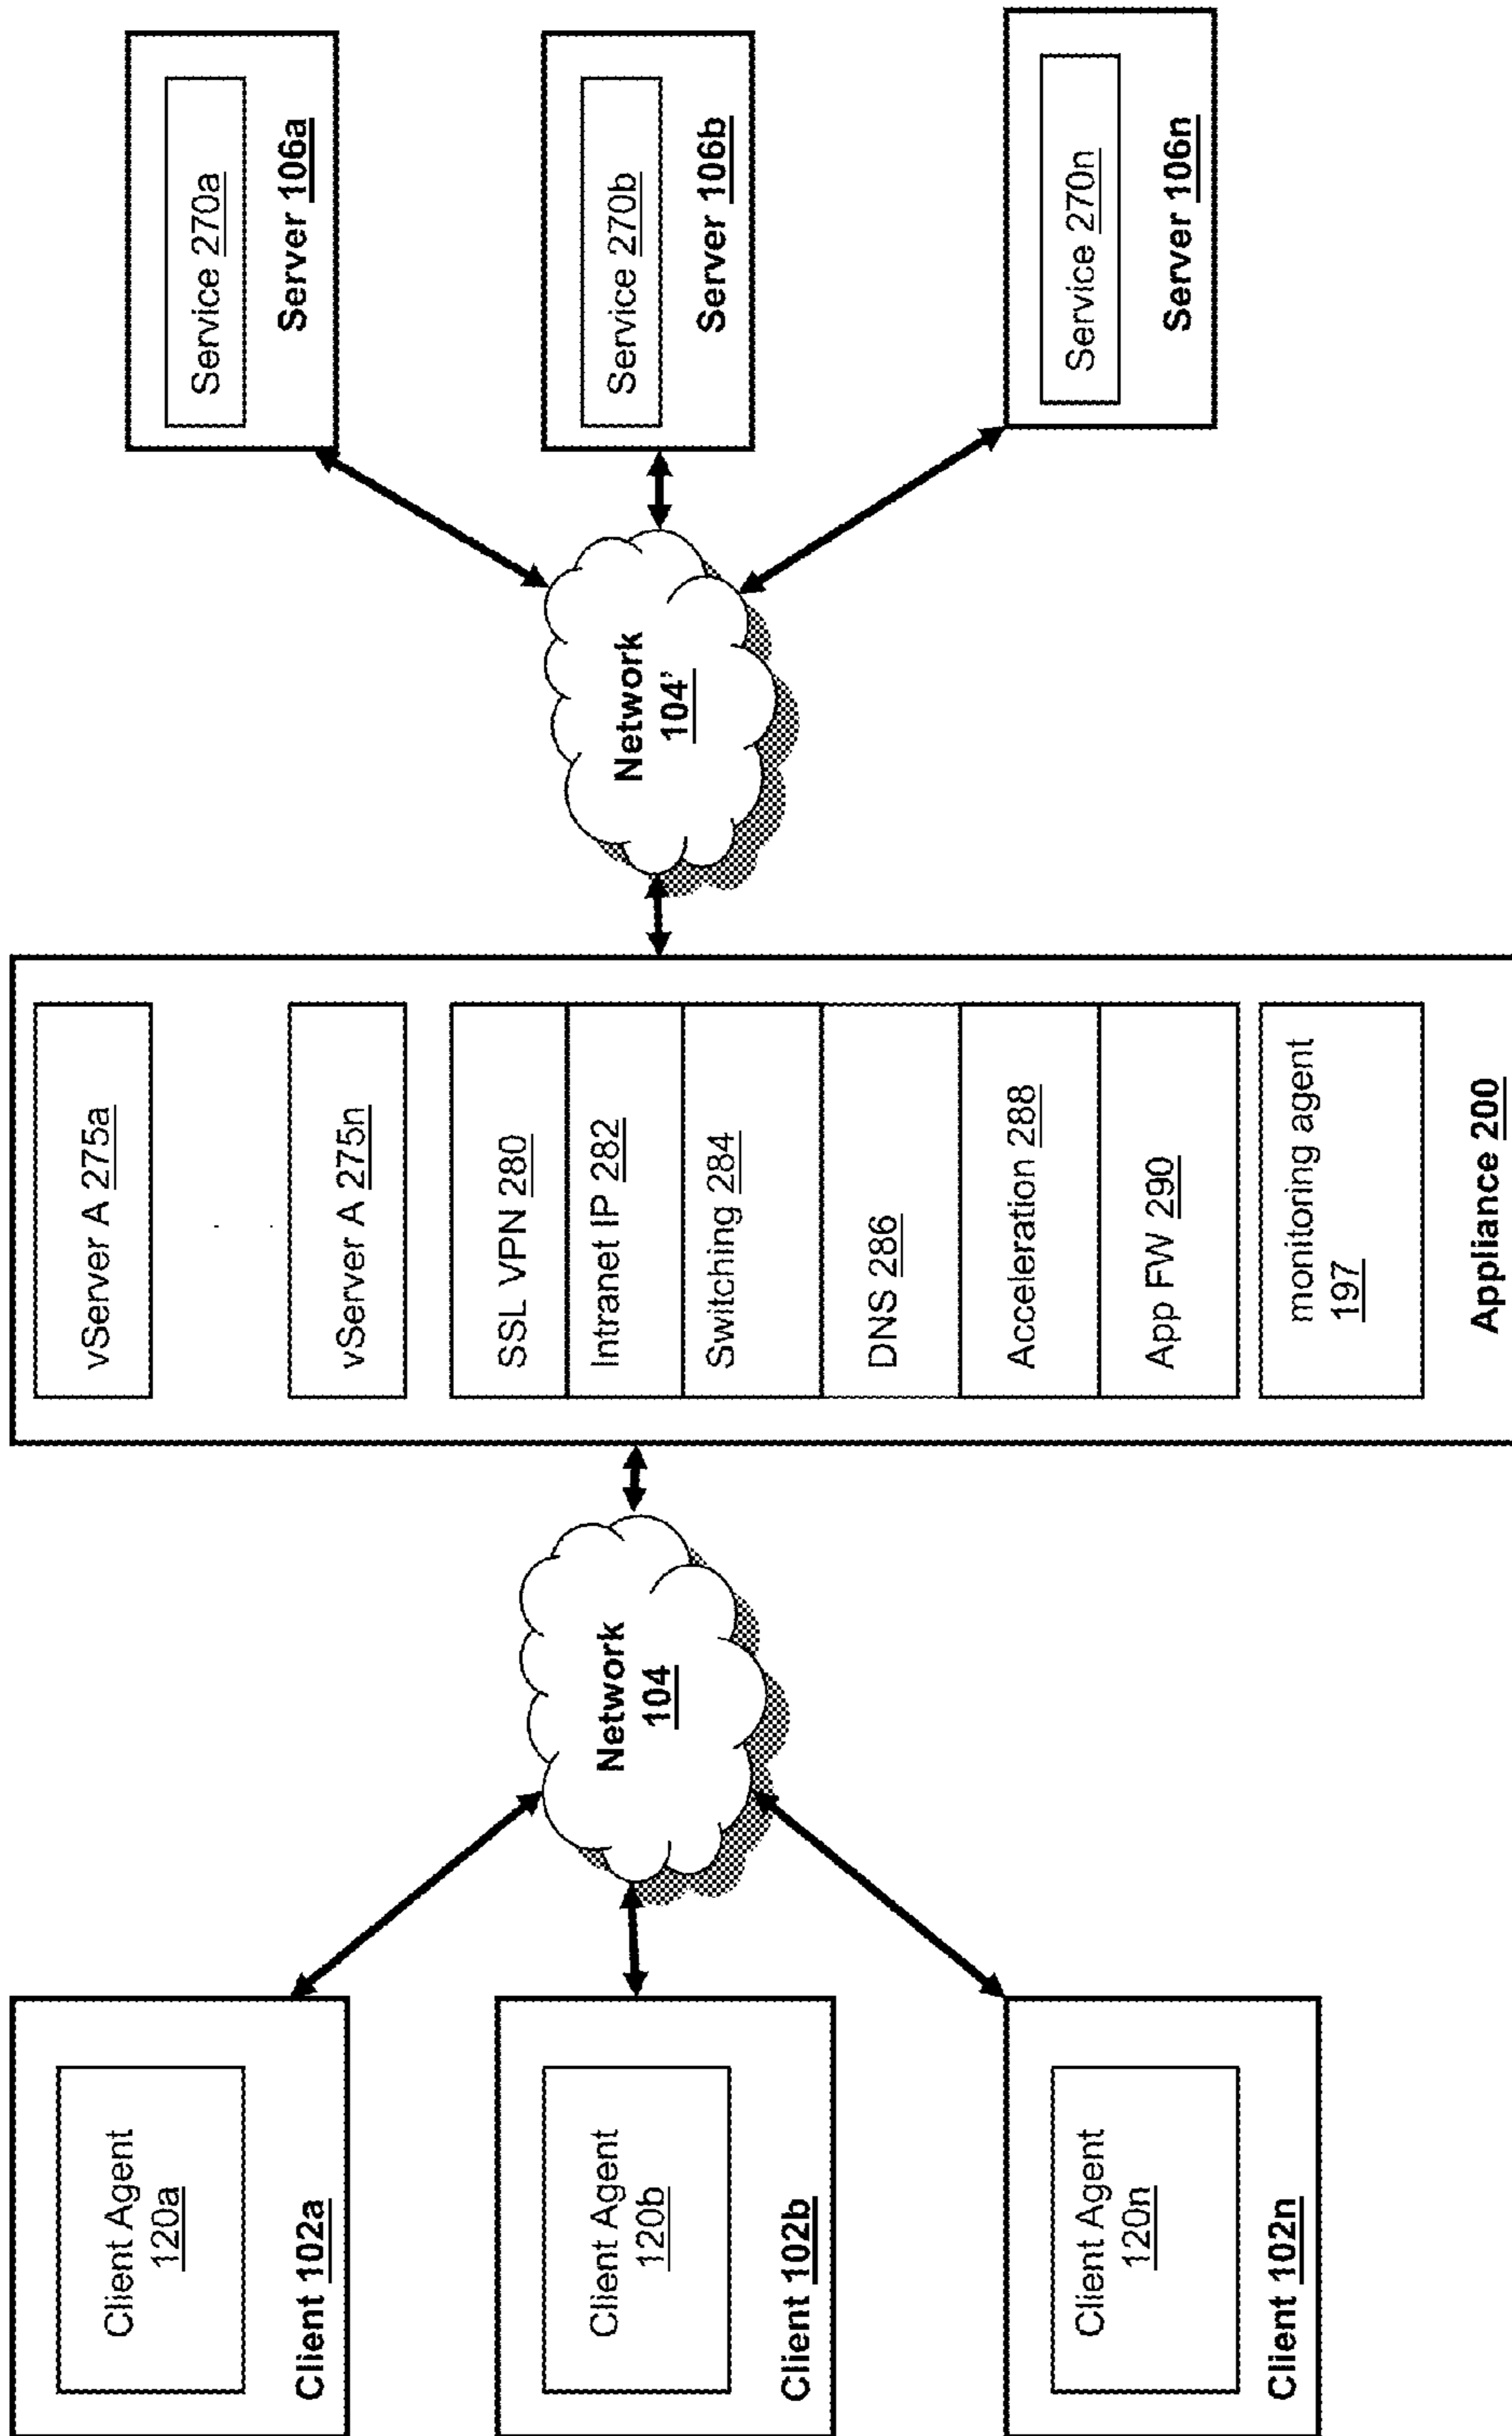 Client Agent
120a
Client 102a
Client Agent
120b
Client 102b
Client Agent
120n
Client 102n
Network
104
vServer A 275a
vServer A 275n
SSL VPN 280
Intranet IP 282
Switching 284
DNS 286
Acceleration 288
App FW 290
monitoring agent
197
Appliance 200
Network
104'
Service 270a
Server 106a
Service 270b
Server 106b
Service 270n
Server 106n